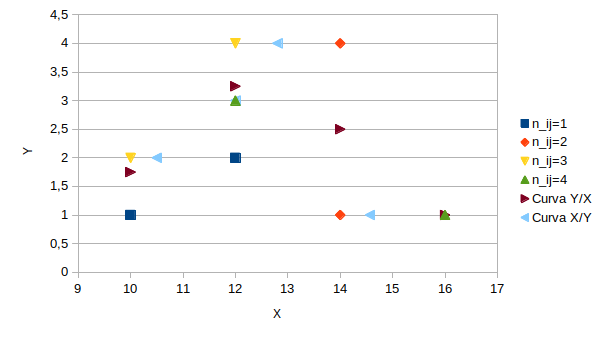 4,5
4
3,5
3
2,5
2
1,5
1
0,5
0
Y
9 10 11 12 13 14 15 16 17
X
n_ij=1
n_ij=2
n_ij=3
n_ij=4
Curva Y/X
Curva X/Y